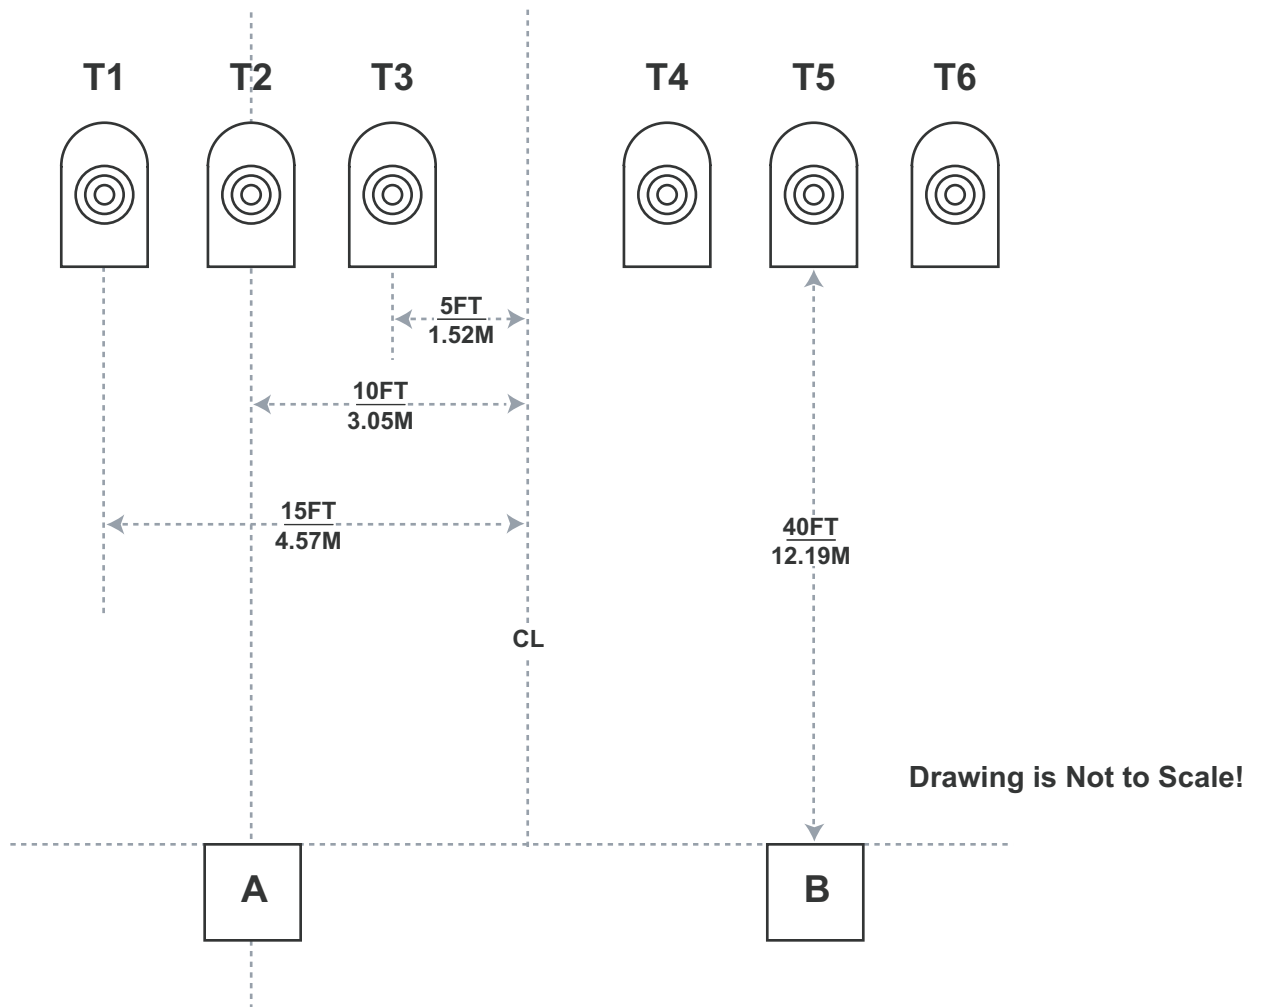 T1 T2 T3 T4 T5 T6
5FT
1.52M
10FT
3.05M
15FT
4.57M
40FT
12.19M
CL
Drawing is Not to Scale!
A B